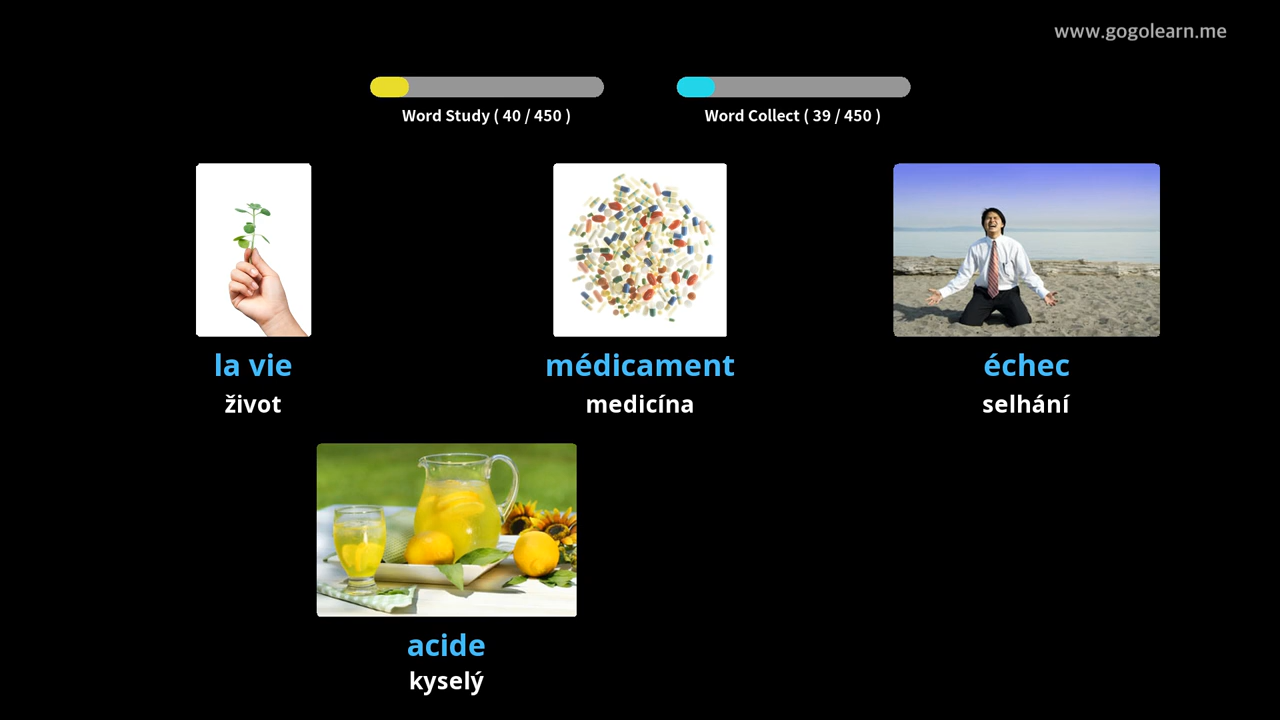 www.gogolearn.me
Word Study ( 40 / 450 )
Word Collect ( 39 / 450 )
la vie
život
médicament
medicína
échec
selhání
acide
kyselý